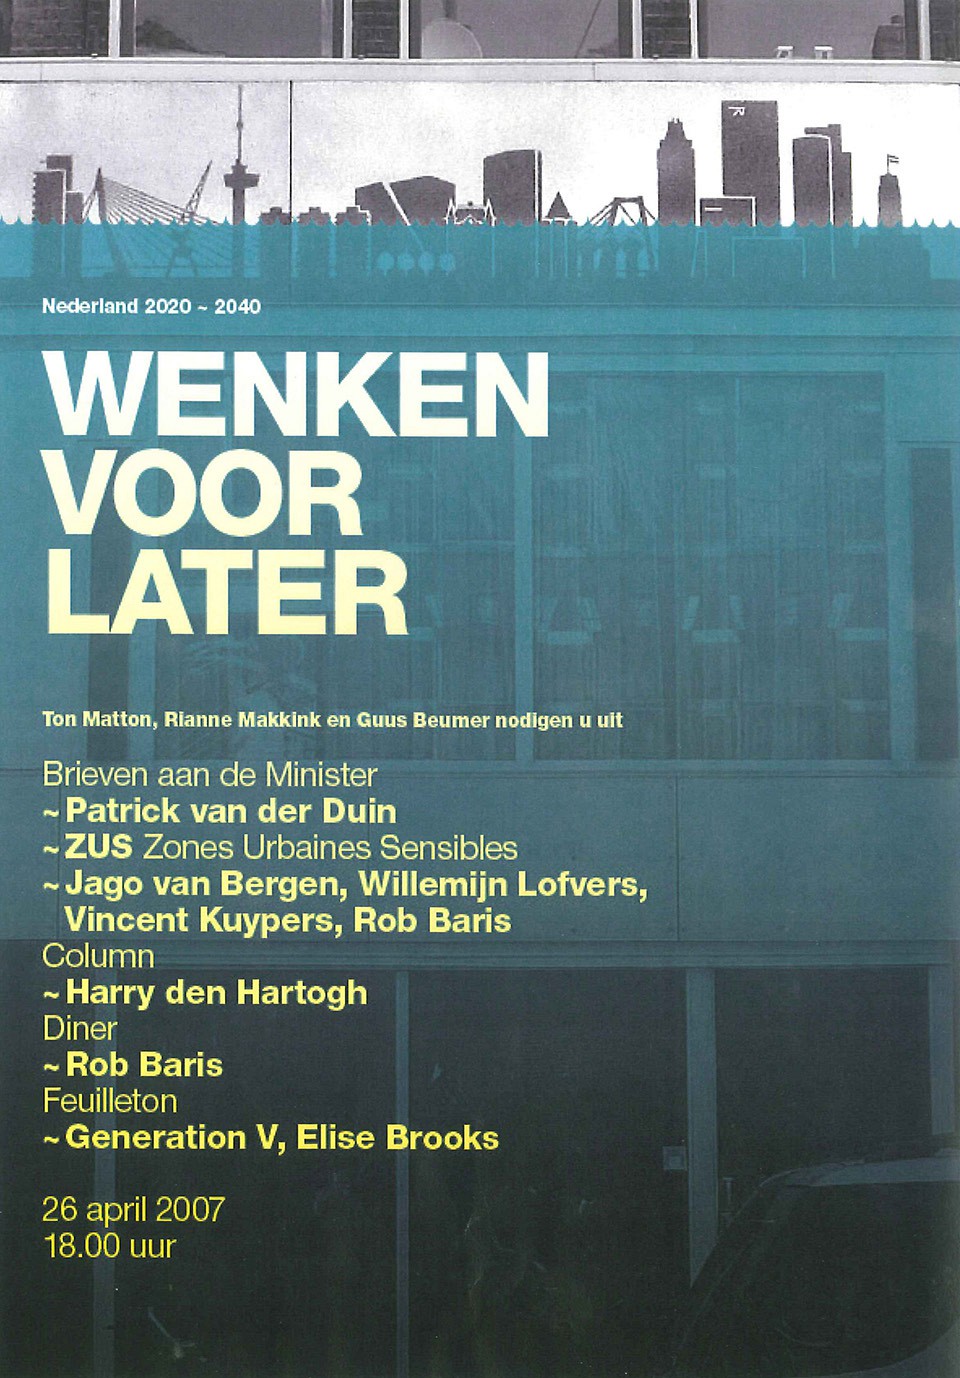 Nederland 2020 ~ 2040
WENKEN
VOOR
LATER
Ton Matton, Rianne Makkink en Guus Beumer nodigen u uit
Brieven aan de Minister
~Patrick van der Duin
~ZUS Zones Urbaines Sensibles
~Jago van Bergen, Willemijn Lofvers,
Vincent Kuypers, Rob Baris
Column
~Harry den Hartogh
Diner
~Rob Baris
Feuilleton
~Generation V, Elise Brooks
26 april 2007
18.00 uur